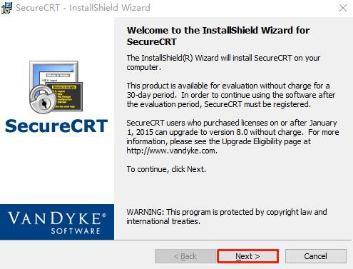 SecureCRT - InstallShield Wizard
Welcome to the InstallShield Wizard for
SecureCRT
The InstallShield(R) Wizard will install SecureCRT on your
computer.
This product is available for evaluation without charge for a
30-day period. In order to continue using the software after
the evaluation period, SecureCRT must be registered.
SecureCRT users who purchased licenses on or after January
1, 2015 can upgrade to version 8.0 without charge. For more
information, please see the Upgrade Eligibility page at
http://www.vandyke.com.
To continue, click Next.
WARNING: This program is protected by copyright law and
international treaties.
SecureCRT
VANDYKE®
SOFTWARE
< Back
Next >
Cancel